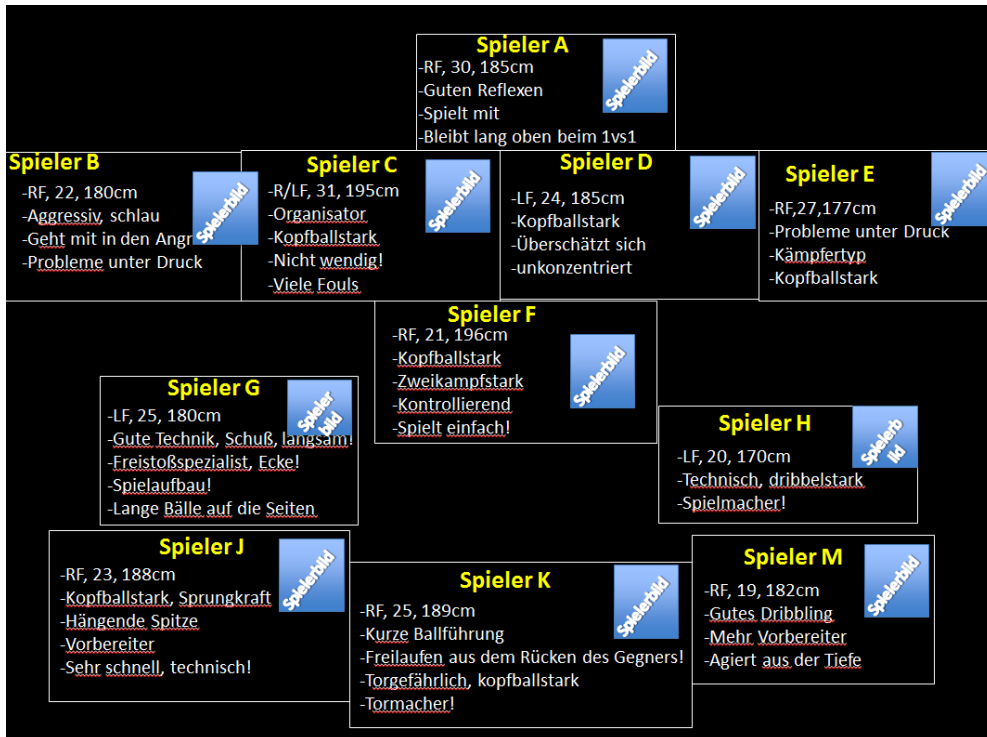 Spieler A
-RF, 30, 185cm
-Guten Reflexen
-Spielt mit
-Bleibt lang oben beim 1vs1
Spielerbild
Spieler B
-RF, 22, 180cm
-Aggressiv, schlau
-Geht mit in den Angr
-Probleme unter Druck
Spielerbild
Spieler C
-R/LF, 31, 195cm
-Organisator
-Kopfballstark
-Nicht wendig!
-Viele Fouls
Spielerbild
Spieler D
-LF, 24, 185cm
-Kopfballstark
-Überschätzt sich
-unkonzentriert
Spielerbild
Spieler E
-RF,27,177cm
-Probleme unter Druck
-Kämpfertyp
-Kopfballstark
Spielerbild
Spieler F
-RF, 21, 196cm
-Kopfballstark
-Zweikampfstark
-Kontrollierend
-Spielt einfach!
Spielerbild
Spieler G
-LF, 25, 180cm
-Gute Technik, Schuß, langsam!
-Freistoßspezialist, Ecke!
-Spielaufbau!
-Lange Bälle auf die Seiten
Spieler
bild
Spieler H
-LF, 20, 170cm
-Technisch, dribbelstark
-Spielmacher!
Spielerb
ild
Spieler J
-RF, 23, 188cm
-Kopfballstark, Sprungkraft
-Hängende Spitze
-Vorbereiter
-Sehr schnell, technisch!
Spielerbild
Spieler K
-RF, 25, 189cm
-Kurze Ballführung
-Freilaufen aus dem Rücken des Gegners!
-Torgefährlich, kopfballstark
-Tormacher!
Spielerbild
Spieler M
-RF, 19, 182cm
-Gutes Dribbling
-Mehr Vorbereiter
-Agiert aus der Tiefe
Spielerbild